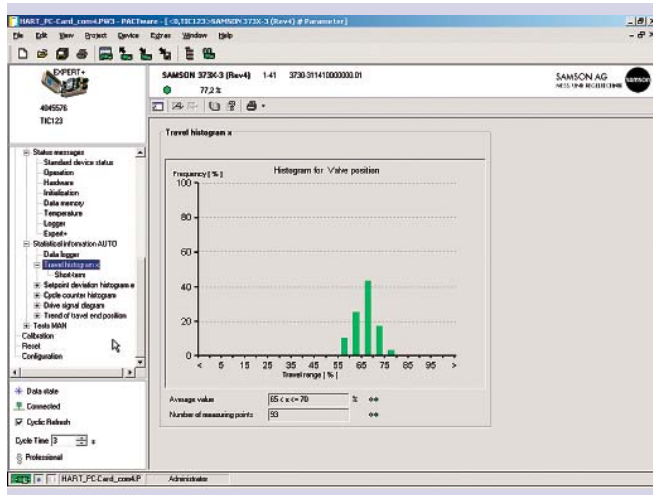 HART_PC-Card_com4.PW3 - PACTware - [ <0,TIC123>SAMSON 373X-3 (Rev4) # Parameter]
File Edit View Project Device Extras Window Help
EXPERT+
4045576
TIC123
SAMSON 373X-3 (Rev4) 1-41 3730-311410000000.01
77,2 %
SAMSON AG
MESS- UND REGELTECHNIK
samson
Status messages
Standard device status
Operation
Hardware
Initialisation
Data memory
Temperature
Logger
Expert+
Statistical information AUTO
Data logger
Travel histogram x
Short-term
Setpoint deviation histogram e
Cycle counter histogram
Drive signal diagram
Trend of travel end position
Tests MAN
Calibration
Reset
Configuration
Data state
Connected
Cyclic Refresh
Cycle Time 3 s
Professional
Travel histogram x
Histogram for Valve position
Frequency [ % ]
100
80
60
40
20
0
< 5 15 25 35 45 55 65 75 85 95 >
Travel range [ % ]
Average value 65 < x <= 70 %
Number of measuring points 93
HART_PC-Card_com4.P Administrator